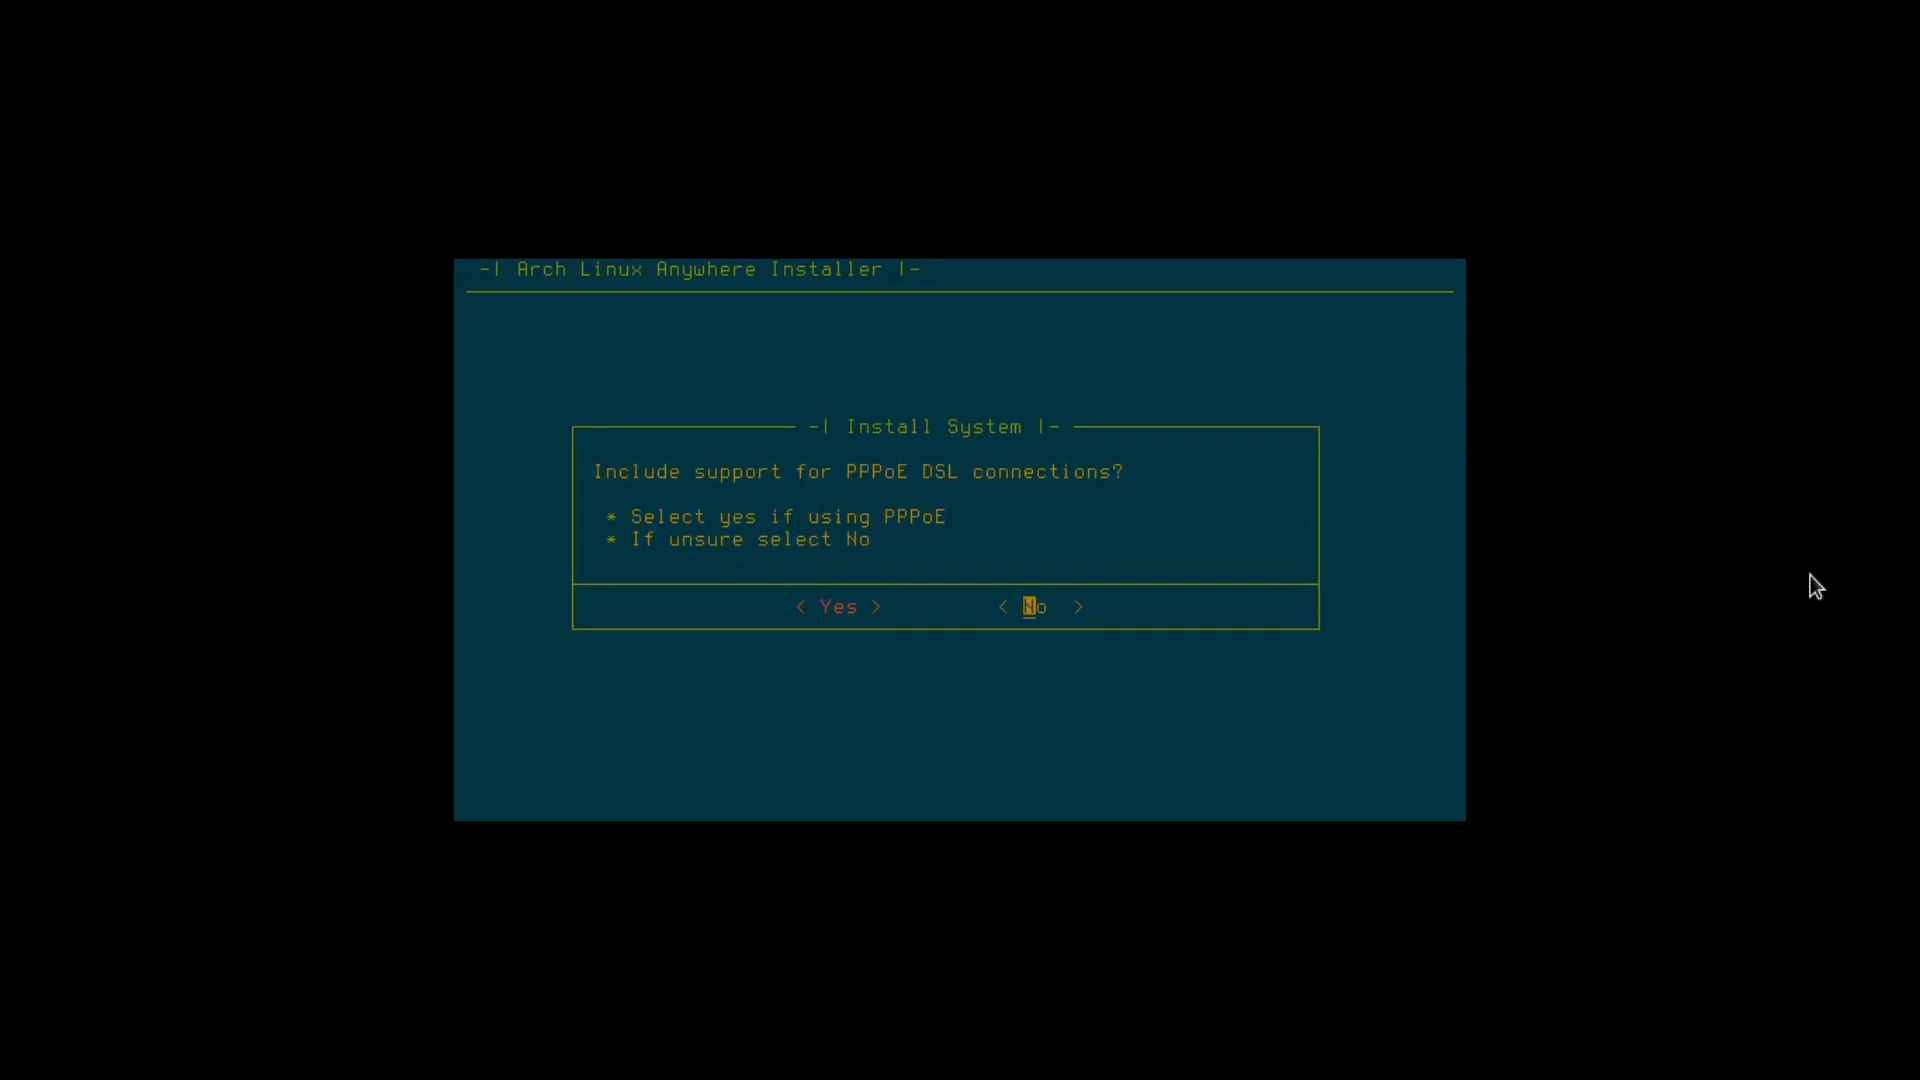 -| Arch Linux Anywhere Installer |-
-| Install System |-
Include support for PPPoE DSL connections?
* Select yes if using PPPoE
* If unsure select No
< Yes > < No >